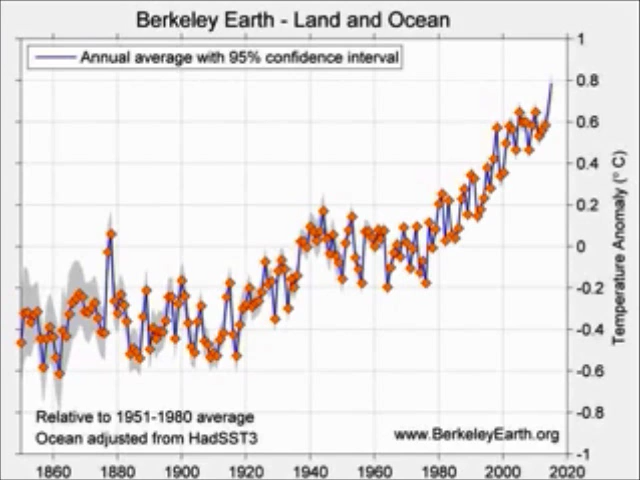 Berkeley Earth - Land and Ocean
Annual average with 95% confidence interval
1
0.8
0.6
0.4
0.2
0
-0.2
-0.4
-0.6
-0.8
-1
Temperature Anomaly (° C)
Relative to 1951-1980 average
Ocean adjusted from HadSST3
www.BerkeleyEarth.org
1860 1880 1900 1920 1940 1960 1980 2000 2020